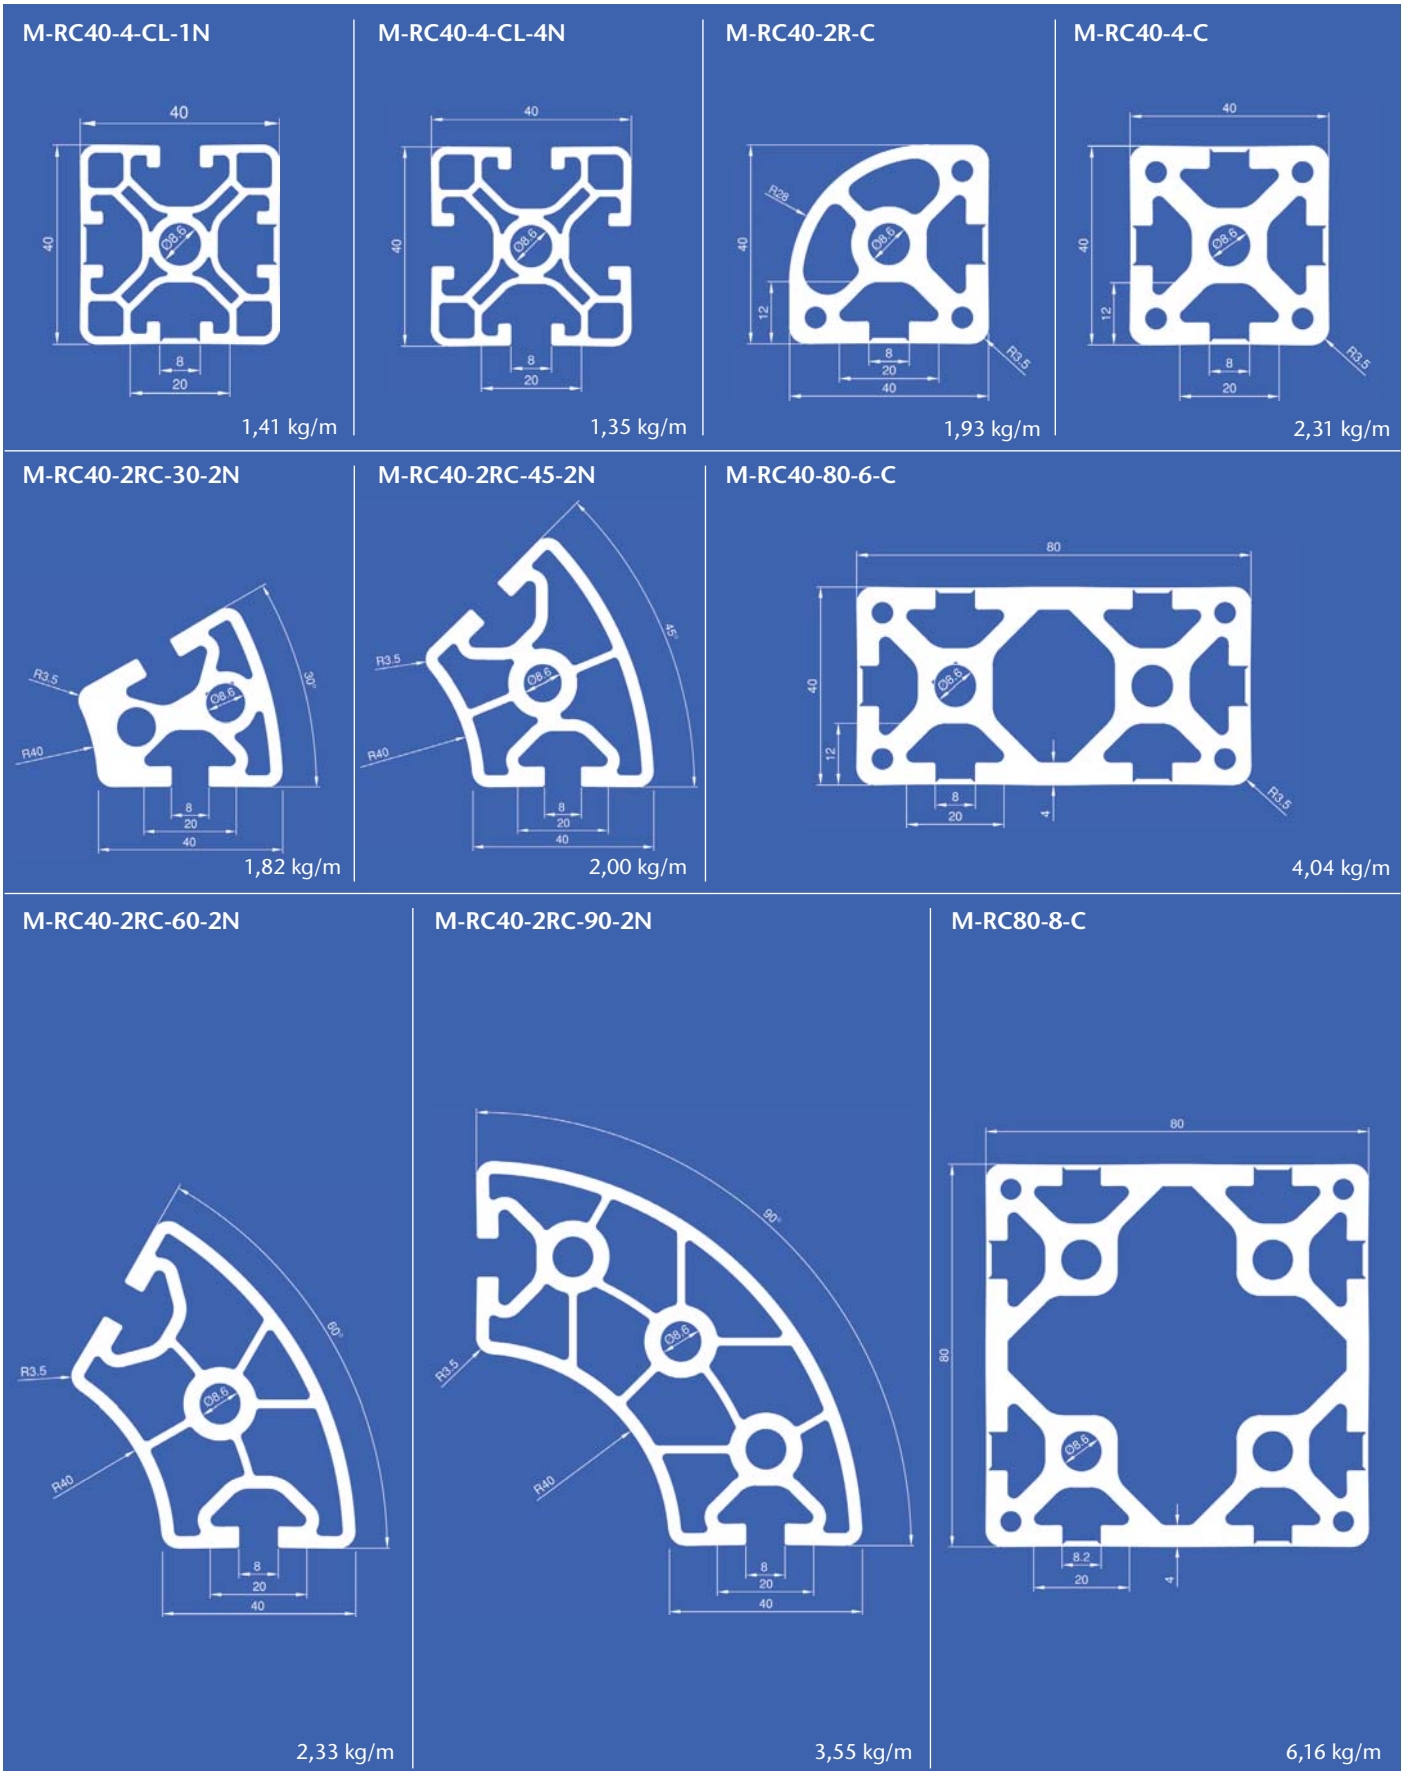 M-RC40-4-CL-1N
40
40
Ø8.6
8
20
1,41 kg/m
M-RC40-4-CL-4N
40
40
Ø8.6
8
20
1,35 kg/m
M-RC40-2R-C
R28
40
Ø8.6
12
8
20
40
R3.5
1,93 kg/m
M-RC40-4-C
40
40
Ø8.6
12
8
20
R3.5
2,31 kg/m
M-RC40-2RC-30-2N
R3.5
30°
Ø8.6
R40
8
20
40
1,82 kg/m
M-RC40-2RC-45-2N
45°
R3.5
Ø8.6
R40
8
20
40
2,00 kg/m
M-RC40-80-6-C
80
40
Ø8.6
12
8
20
4
R3.5
4,04 kg/m
M-RC40-2RC-60-2N
60°
R3.5
Ø8.6
R40
8
20
40
2,33 kg/m
M-RC40-2RC-90-2N
90°
Ø8.6
R3.5
R40
8
20
40
3,55 kg/m
M-RC80-8-C
80
80
Ø8.6
8.2
20
4
6,16 kg/m